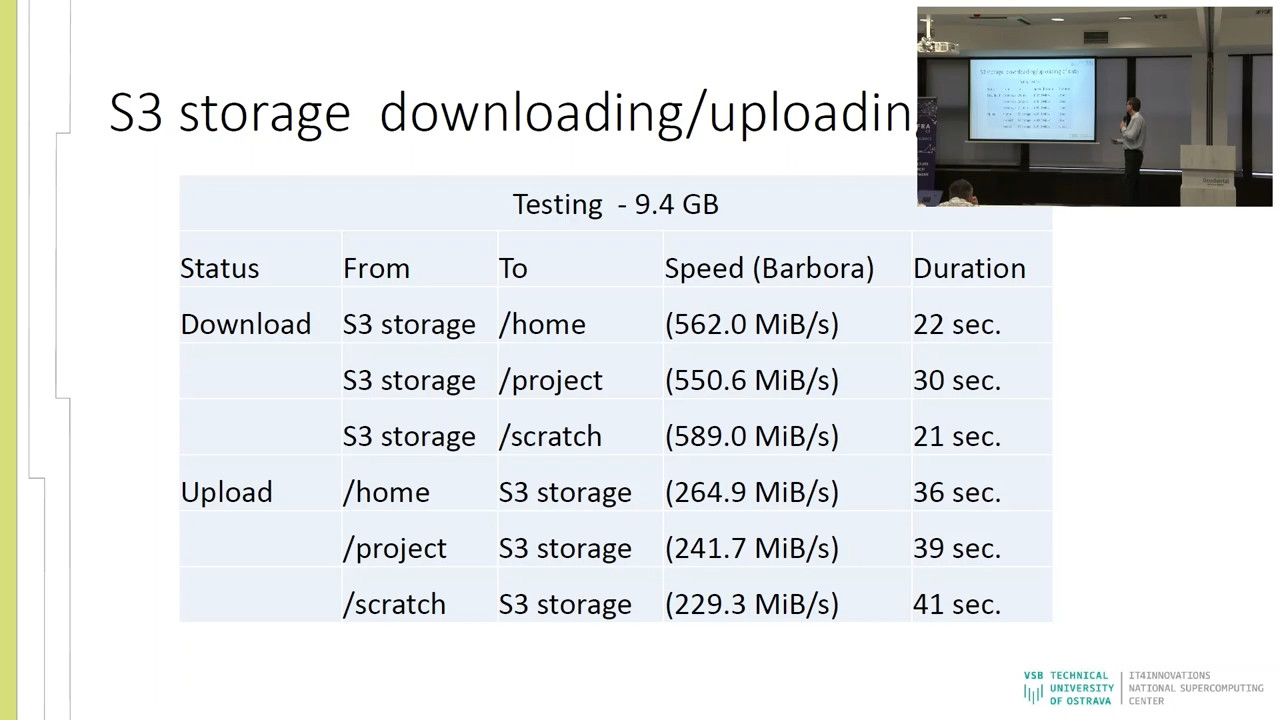 S3 storage downloading/uploadin
Testing - 9.4 GB
Status From To Speed (Barbora) Duration
Download S3 storage /home (562.0 MiB/s) 22 sec.
S3 storage /project (550.6 MiB/s) 30 sec.
S3 storage /scratch (589.0 MiB/s) 21 sec.
Upload /home S3 storage (264.9 MiB/s) 36 sec.
/project S3 storage (241.7 MiB/s) 39 sec.
/scratch S3 storage (229.3 MiB/s) 41 sec.
VSB TECHNICAL
UNIVERSITY
OF OSTRAVA
IT4INNOVATIONS
NATIONAL SUPERCOMPUTING
CENTER